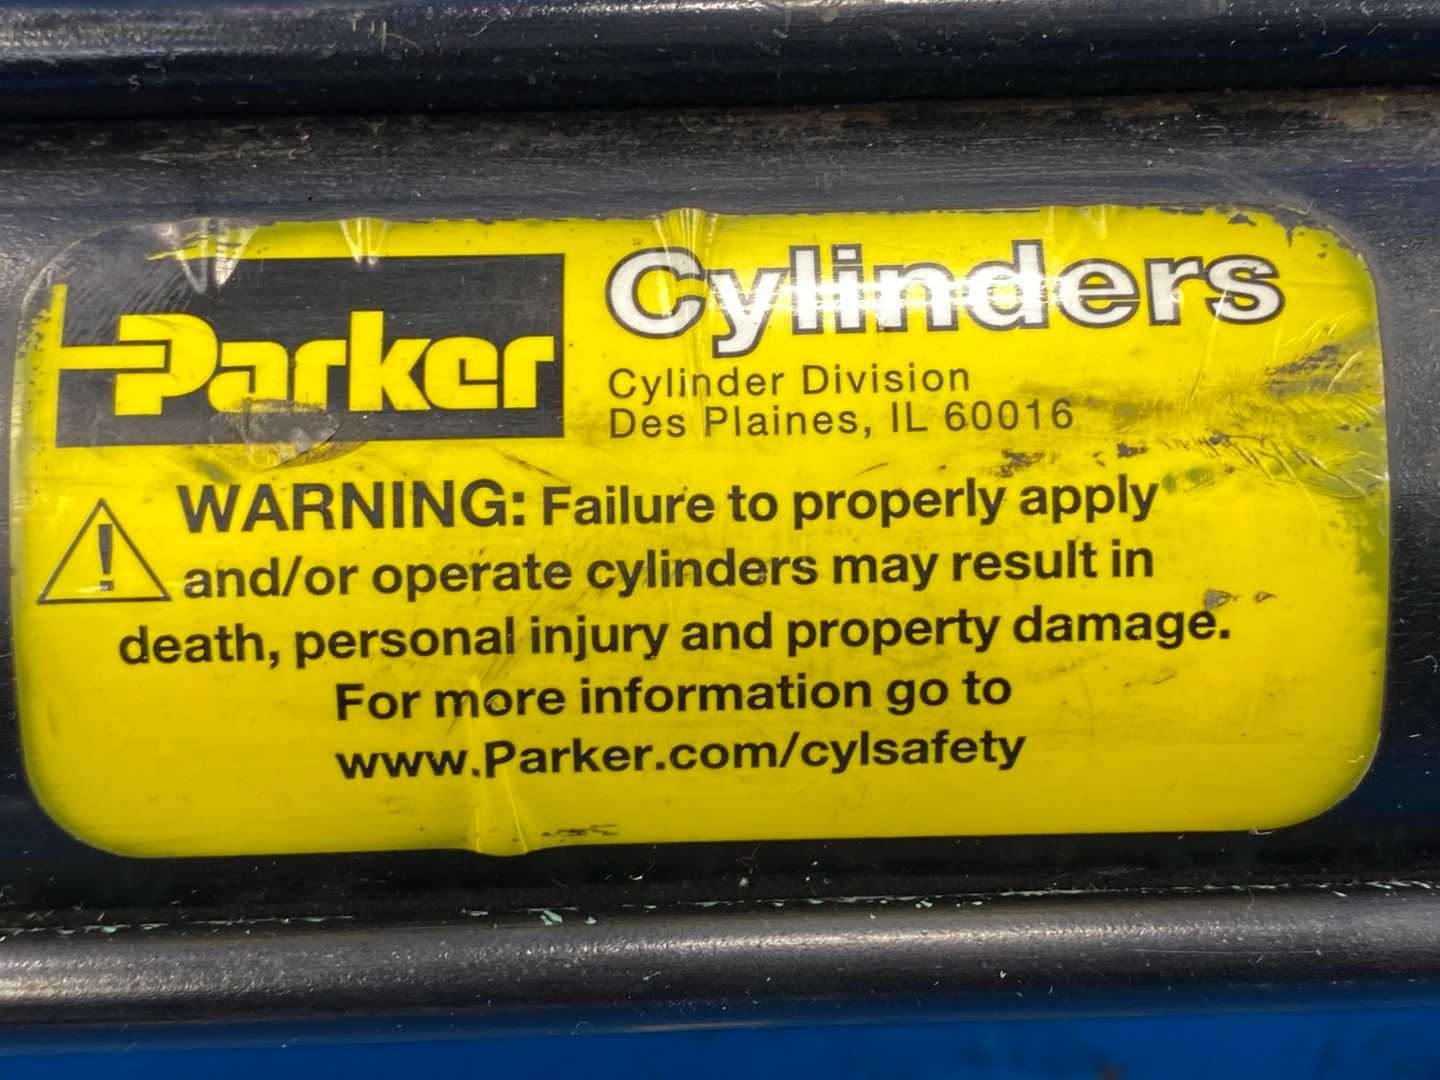 Parker
Cylinders
Cylinder Division
Des Plaines, IL 60016
WARNING: Failure to properly apply
and/or operate cylinders may result in
death, personal injury and property damage.
For more information go to
www.Parker.com/cylsafety